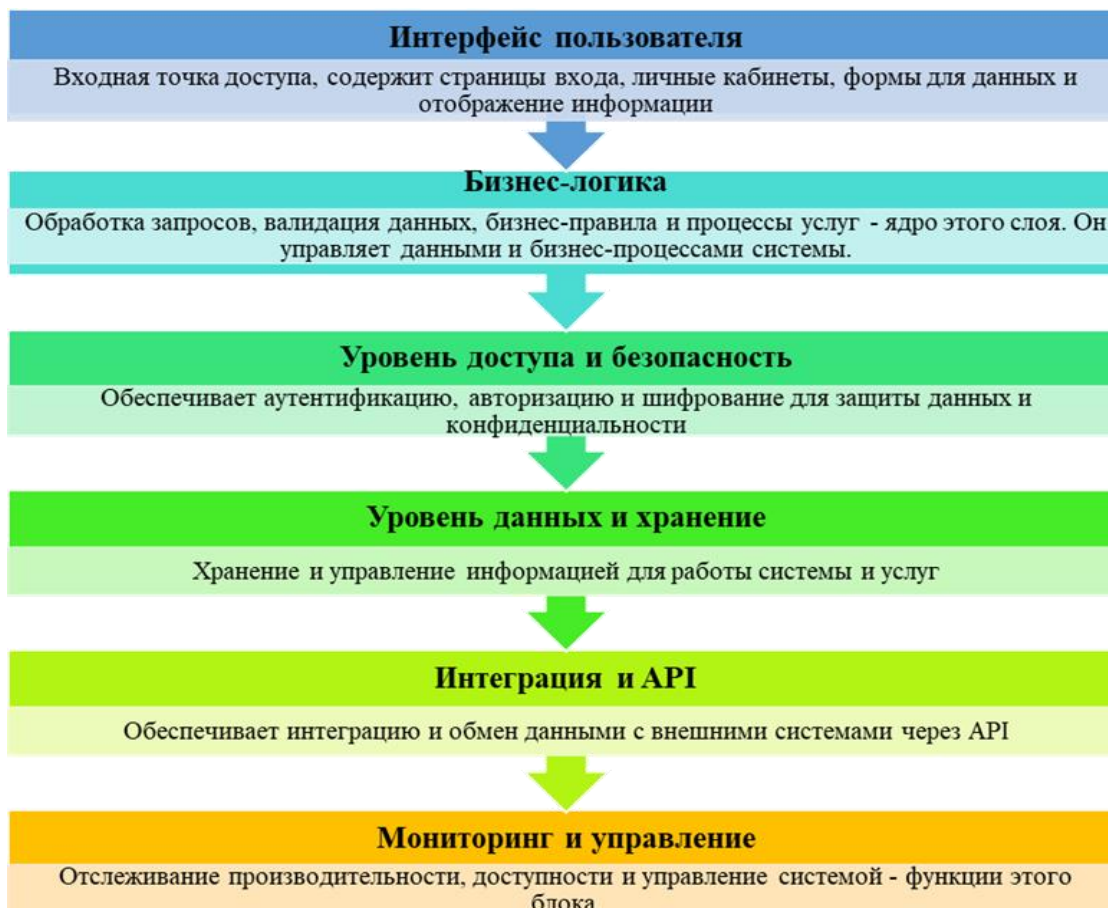 Интерфейс пользователя
Входная точка доступа, содержит страницы входа, личные кабинеты, формы для данных и
отображение информации
Бизнес-логика
Обработка запросов, валидация данных, бизнес-правила и процессы услуг - ядро этого слоя. Он
управляет данными и бизнес-процессами системы.
Уровень доступа и безопасность
Обеспечивает аутентификацию, авторизацию и шифрование для защиты данных и
конфиденциальности
Уровень данных и хранение
Хранение и управление информацией для работы системы и услуг
Интеграция и API
Обеспечивает интеграцию и обмен данными с внешними системами через API
Мониторинг и управление
Отслеживание производительности, доступности и управление системой - функции этого
блока